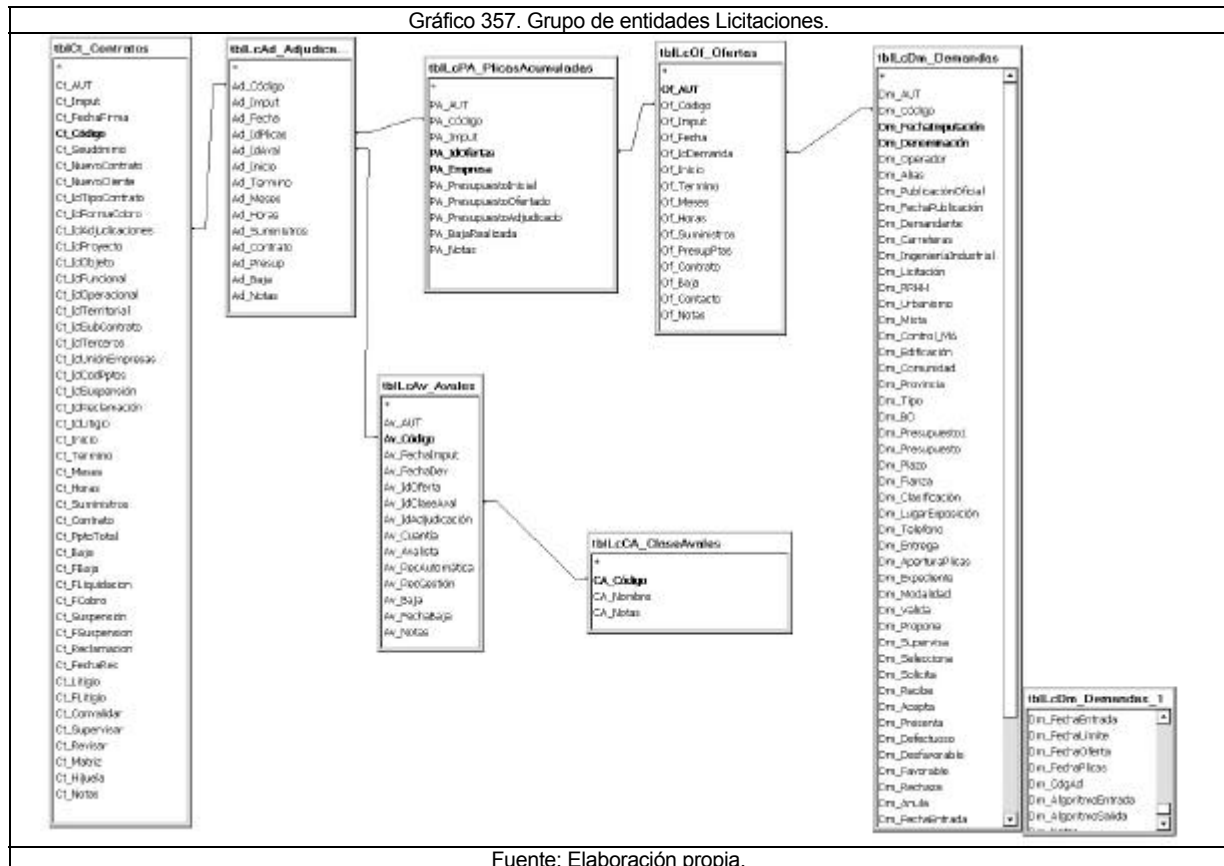 Gráfico 357. Grupo de entidades Licitaciones.
tblCt_Contratos
*
Ct_AUT
Ct_Imput
Ct_FechaFirma
Ct_Código
Ct_Seudónimo
Ct_NuevoContrato
Ct_NuevoCliente
Ct_IdTipoContrato
Ct_IdFormaCobro
Ct_IdAdjudicaciones
Ct_IdProyecto
Ct_IdObjeto
Ct_IdFuncional
Ct_IdOperacional
Ct_IdTerritorial
Ct_IdSubContrato
Ct_IdTerceros
Ct_IdUniónEmpresas
Ct_IdCodPptos
Ct_IdSuspensión
Ct_IdReclamación
Ct_IdLitigio
Ct_Inicio
Ct_Termino
Ct_Meses
Ct_Horas
Ct_Suministros
Ct_Contrato
Ct_PptoTotal
Ct_Baja
Ct_FBaja
Ct_FLiquidacion
Ct_FCobro
Ct_Suspensión
Ct_FSuspension
Ct_Reclamacion
Ct_FechaRec
Ct_Litigio
Ct_FLitigio
Ct_Convalidar
Ct_Supervisar
Ct_Revisar
Ct_Matriz
Ct_Hijuela
Ct_Notas
tblLcAd_Adjudica...
*
Ad_Código
Ad_Imput
Ad_Fecha
Ad_IdPlicas
Ad_IdAval
Ad_Inicio
Ad_Termino
Ad_Meses
Ad_Horas
Ad_Suministros
Ad_Contrato
Ad_Presup
Ad_Baja
Ad_Notas
tblLcPA_PlicasAcumuladas
*
PA_AUT
PA_Código
PA_Imput
PA_IdOfertas
PA_Empresa
PA_PresupuestoInicial
PA_PresupuestoOfertado
PA_PresupuestoAdjudicado
PA_BajaRealizada
PA_Notas
tblLcOf_Ofertas
*
Of_AUT
Of_Código
Of_Imput
Of_Fecha
Of_IdDemanda
Of_Inicio
Of_Termino
Of_Meses
Of_Horas
Of_Suministros
Of_PresupPtas
Of_Contrato
Of_Baja
Of_Contacto
Of_Notas
tblLcDm_Demandas
*
Dm_AUT
Dm_Código
Dm_FechaImputación
Dm_Denominación
Dm_Operador
Dm_Alias
Dm_PublicaciónOficial
Dm_FechaPublicación
Dm_Demandante
Dm_Carreteras
Dm_IngenieríaIndustrial
Dm_Licitación
Dm_RRHH
Dm_Urbanismo
Dm_Mixta
Dm_Control_MA
Dm_Edificación
Dm_Comunidad
Dm_Provincia
Dm_Tipo
Dm_BO
Dm_Presupuesto1
Dm_Presupuesto
Dm_Plazo
Dm_Fianza
Dm_Clasificación
Dm_LugarExposición
Dm_Telefono
Dm_Entrega
Dm_AperturaPlicas
Dm_Expediente
Dm_Modalidad
Dm_Valida
Dm_Propone
Dm_Supervisa
Dm_Selecciona
Dm_Solicita
Dm_Recibe
Dm_Acepta
Dm_Presenta
Dm_Defectuoso
Dm_Desfavorable
Dm_Favorable
Dm_Rechaza
Dm_Anula
Dm_FechaEntrada
tblLcAv_Avales
*
Av_AUT
Av_Código
Av_FechaImput
Av_FechaDev
Av_IdOferta
Av_IdClaseAval
Av_IdAdjudicación
Av_Cuantía
Av_Avalista
Av_RecAutomática
Av_RecGestión
Av_Baja
Av_FechaBaja
Av_Notas
tblLcCA_ClaseAvales
*
CA_Código
CA_Nombre
CA_Notas
tblLcDm_Demandas_1
Dm_FechaEntrada
Dm_FechaLímite
Dm_FechaOferta
Dm_FechaPlicas
Dm_CdgAd
Dm_AlgoritmoEntrada
Dm_AlgoritmoSalida
Fuente: Elaboración propia.